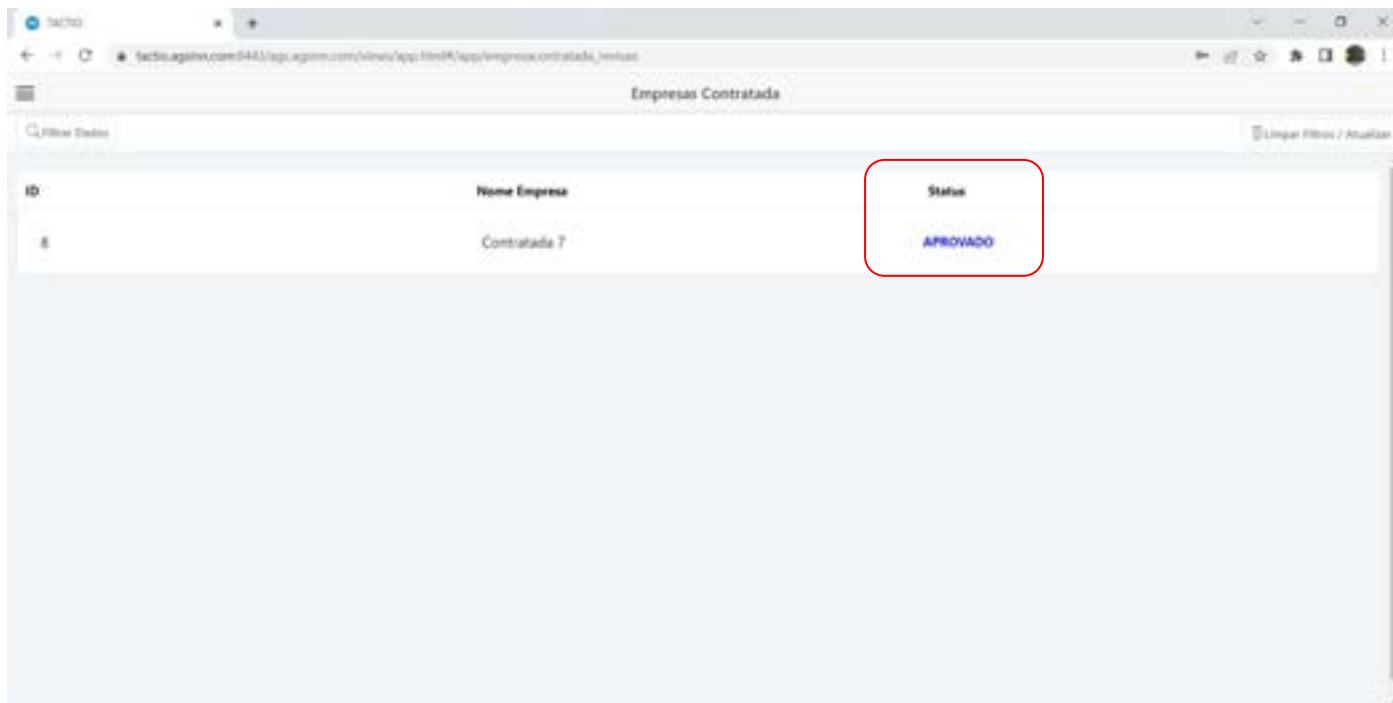 TACTIO
Empresas Contratada
Filtrar Dados
Limpar Filtros / Atualizar
ID Nome Empresa Status
8 Contratada 7 APROVADO